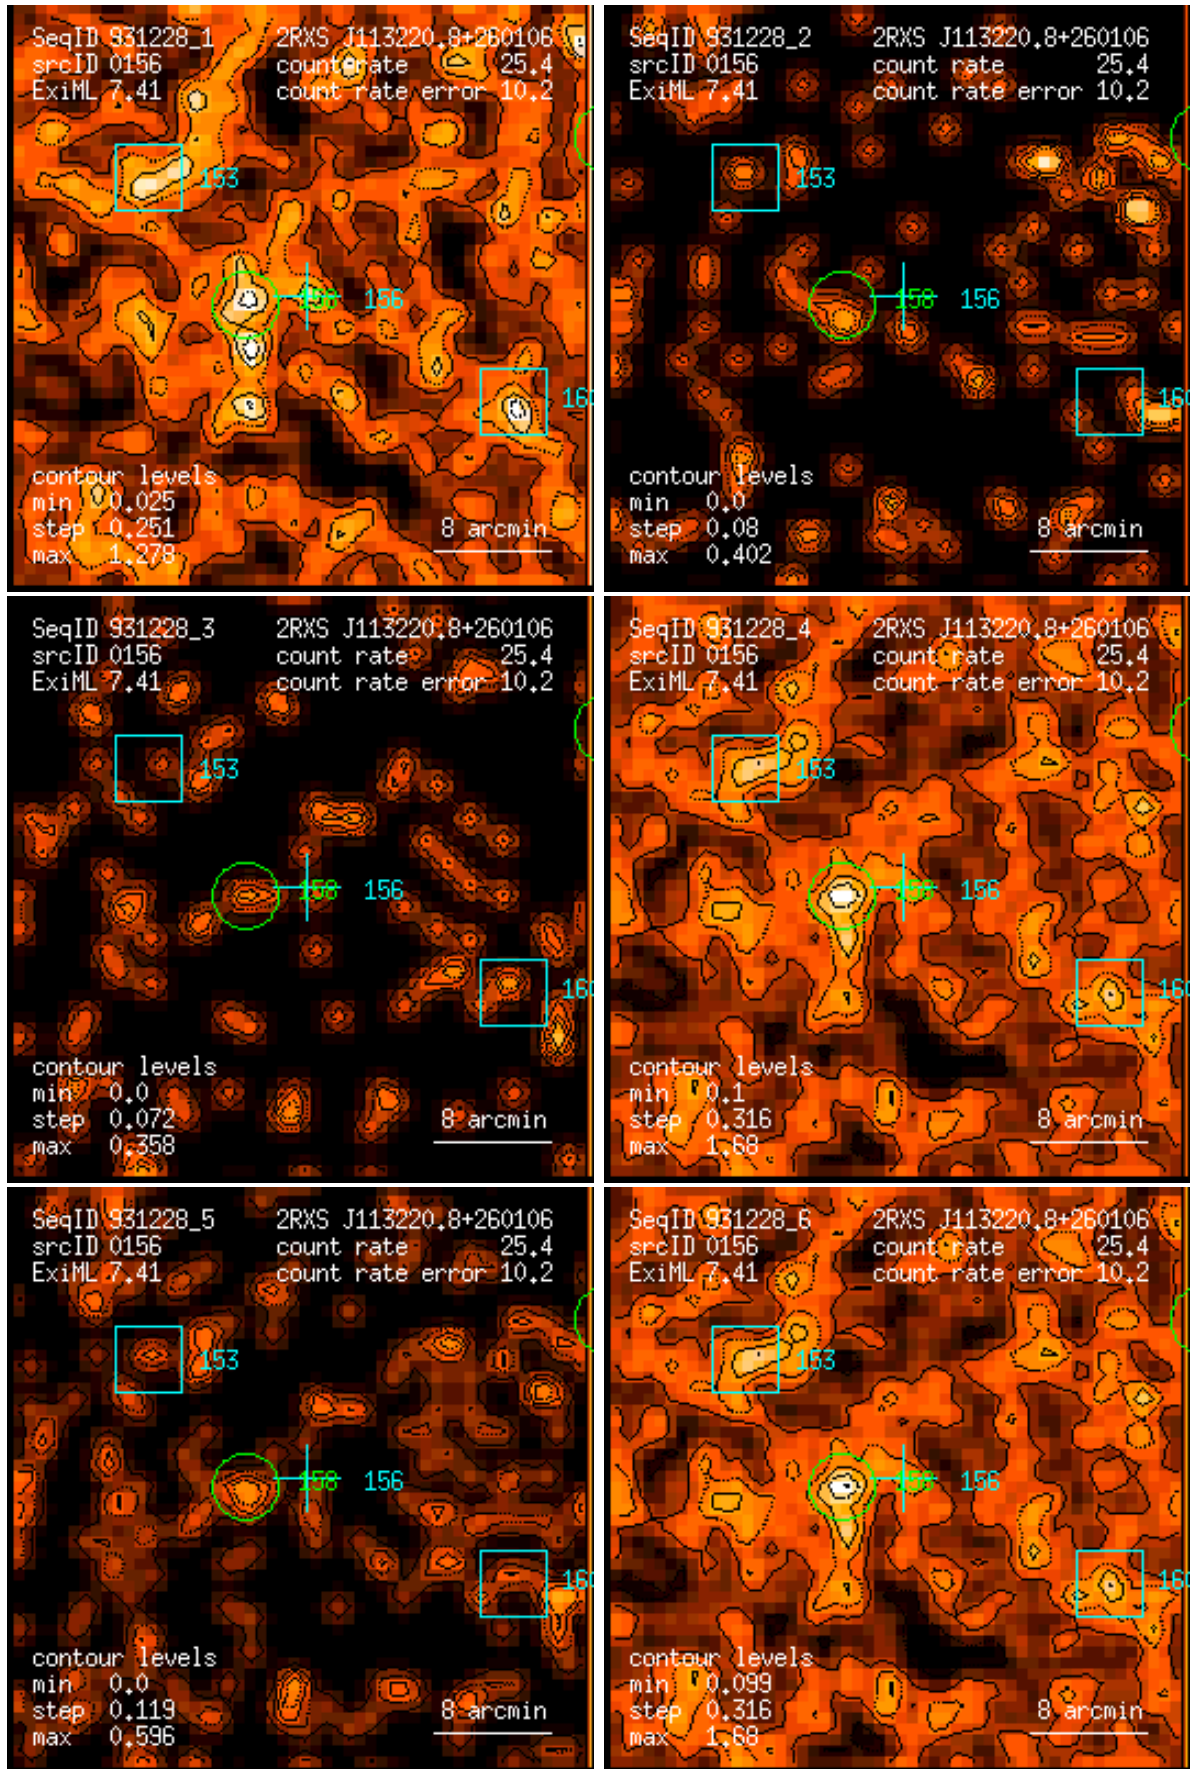 SeqID 931228_1 2RXS J113220.8+260106
srcID 0156 count rate 25.4
ExiML 7.41 count rate error 10.2
153
158 156
160
contour levels
min 0.025
step 0.251
max 1.278
8 arcmin
SeqID 931228_2 2RXS J113220.8+260106
srcID 0156 count rate 25.4
ExiML 7.41 count rate error 10.2
153
158 156
160
contour levels
min 0.0
step 0.08
max 0.402
8 arcmin
SeqID 931228_3 2RXS J113220.8+260106
srcID 0156 count rate 25.4
ExiML 7.41 count rate error 10.2
153
158 156
160
contour levels
min 0.0
step 0.072
max 0.358
8 arcmin
SeqID 931228_4 2RXS J113220.8+260106
srcID 0156 count rate 25.4
ExiML 7.41 count rate error 10.2
153
158 156
160
contour levels
min 0.1
step 0.316
max 1.68
8 arcmin
SeqID 931228_5 2RXS J113220.8+260106
srcID 0156 count rate 25.4
ExiML 7.41 count rate error 10.2
153
158 156
160
contour levels
min 0.0
step 0.119
max 0.596
8 arcmin
SeqID 931228_6 2RXS J113220.8+260106
srcID 0156 count rate 25.4
ExiML 7.41 count rate error 10.2
153
158 156
160
contour levels
min 0.099
step 0.316
max 1.68
8 arcmin